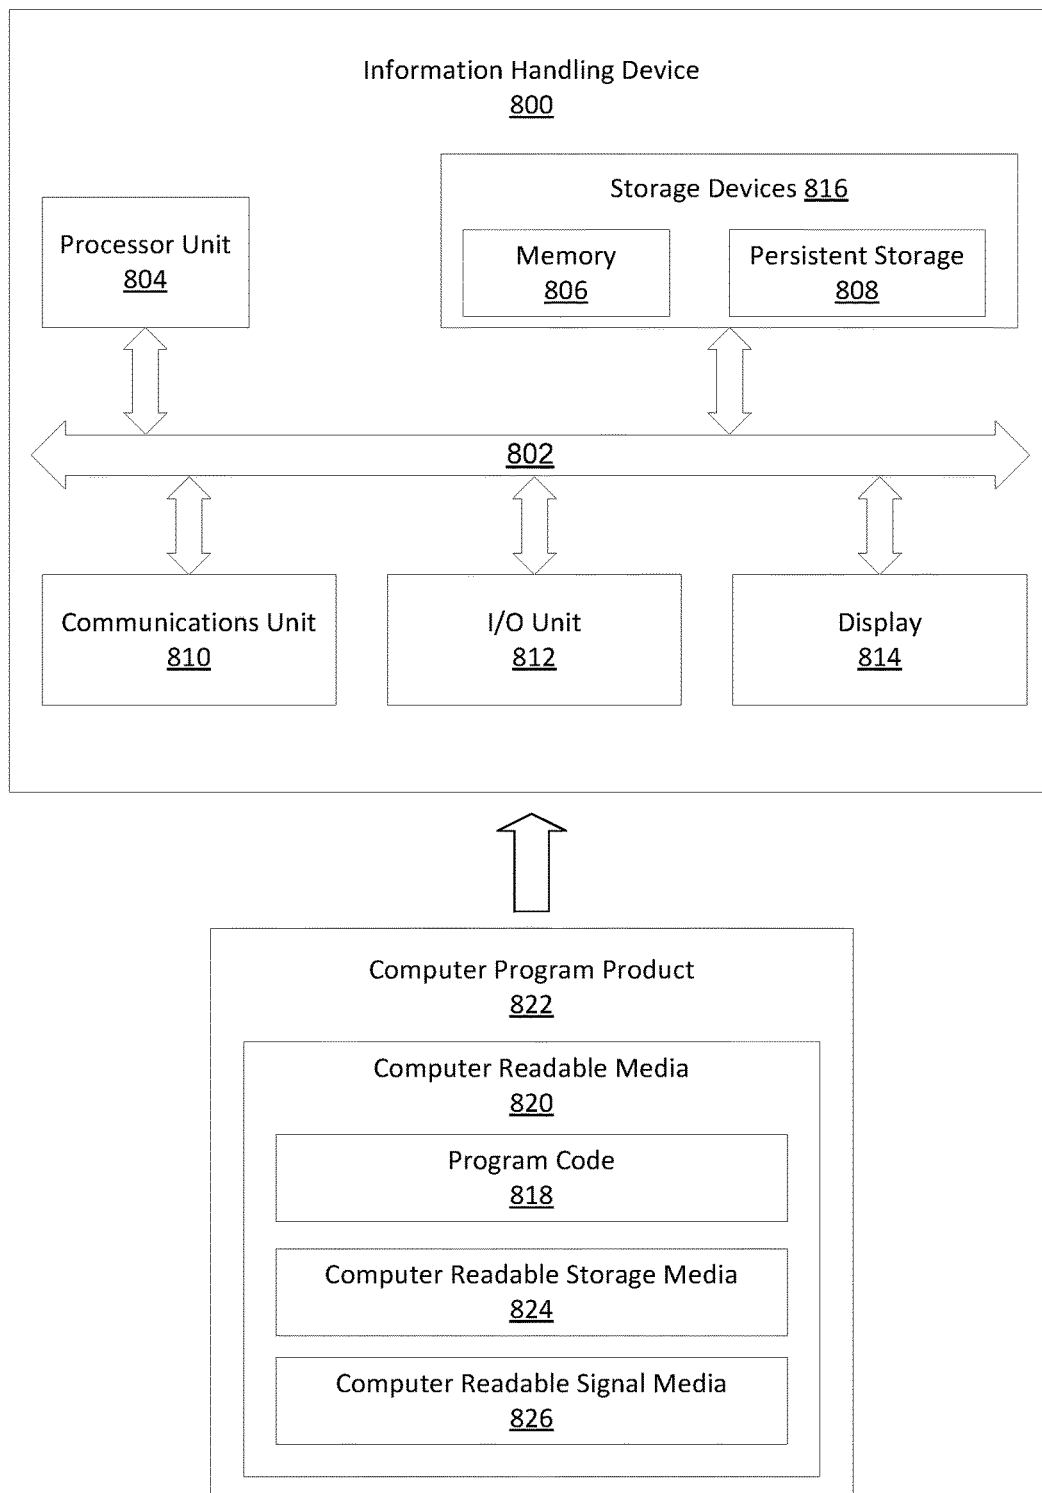 Information Handling Device
800
Storage Devices 816
Processor Unit
804
Memory
806
Persistent Storage
808
802
Communications Unit
810
I/O Unit
812
Display
814
Computer Program Product
822
Computer Readable Media
820
Program Code
818
Computer Readable Storage Media
824
Computer Readable Signal Media
826